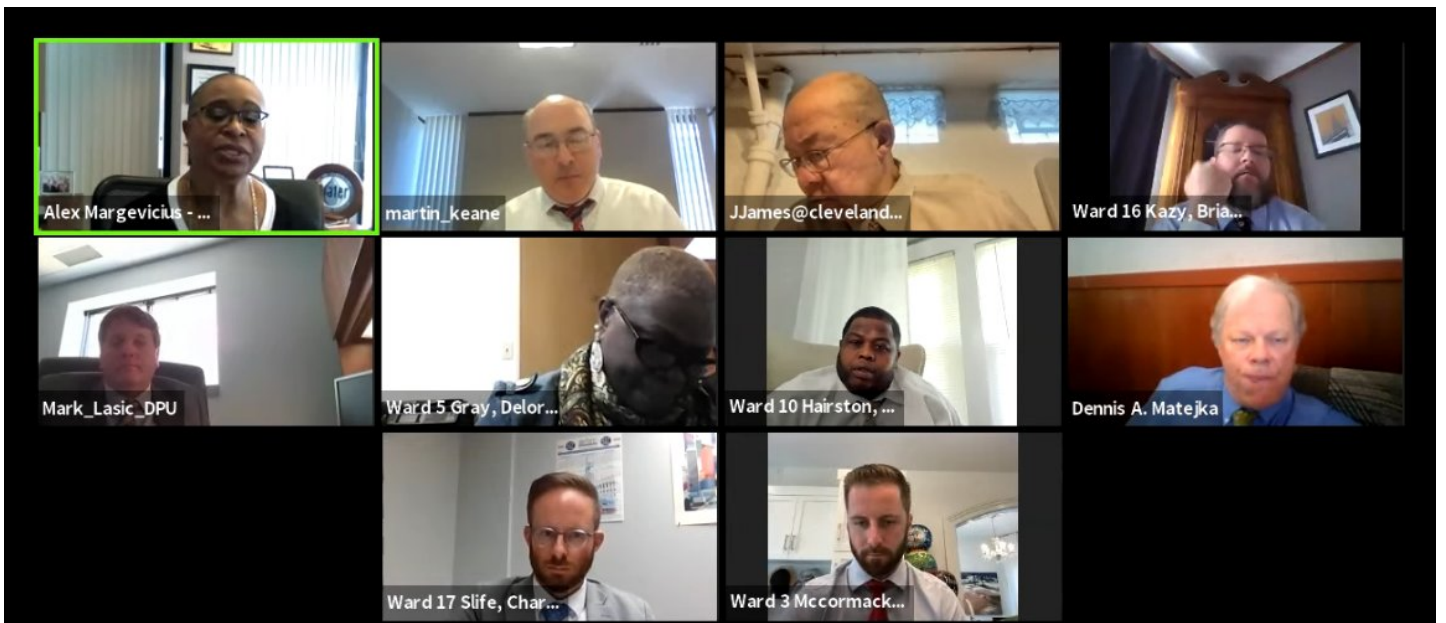 Alex Margevicius - ...
martin_keane
JJames@cleveland...
Ward 16 Kazy, Bria...
Mark_Lasic_DPU
Ward 5 Gray, Delor...
Ward 10 Hairston, ...
Dennis A. Matejka
Ward 17 Slife, Char...
Ward 3 Mccormack...